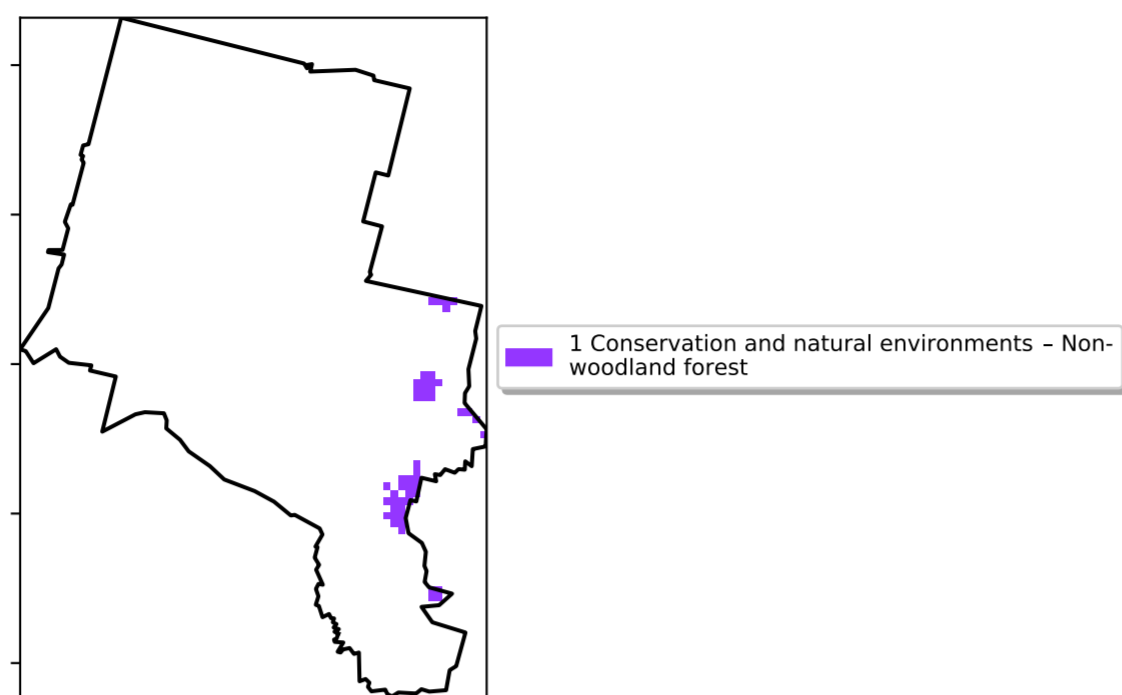 1 Conservation and natural environments – Non-
woodland forest